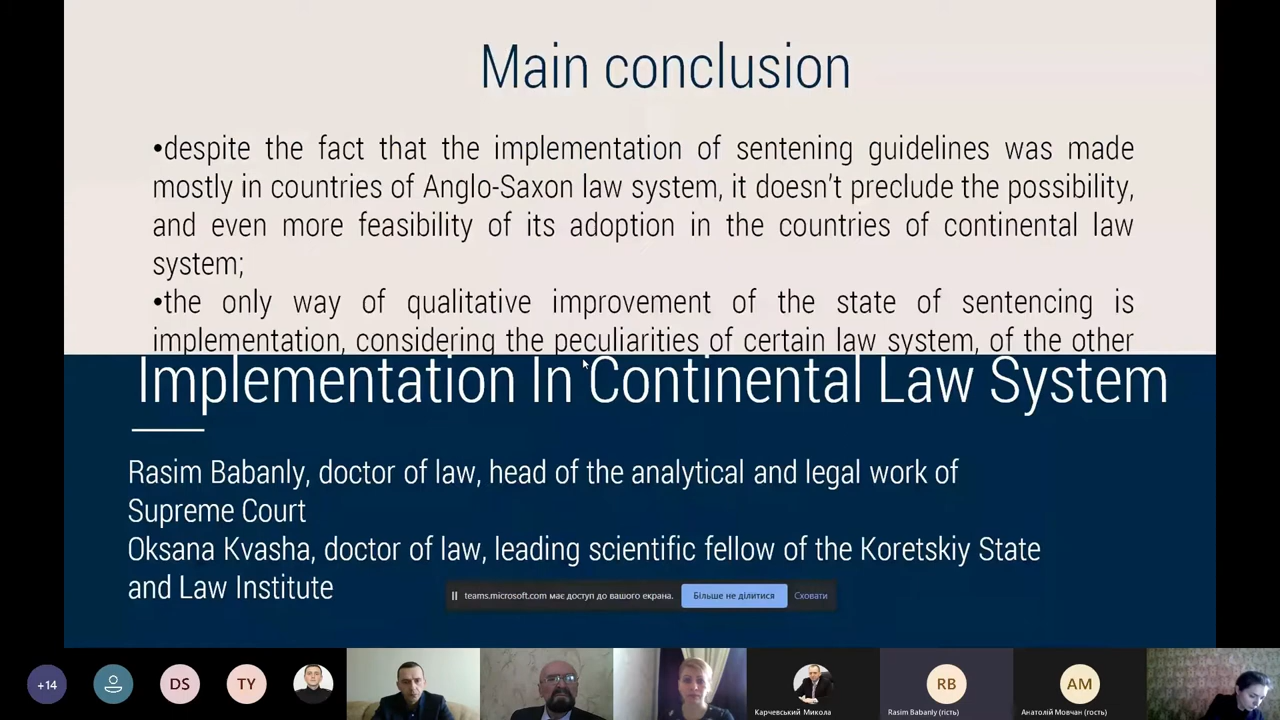 Main conclusion
•despite the fact that the implementation of sentening guidelines was made
mostly in countries of Anglo-Saxon law system, it doesn’t preclude the possibility,
and even more feasibility of its adoption in the countries of continental law
system;
•the only way of qualitative improvement of the state of sentencing is
implementation, considering the peculiarities of certain law system, of the other
Implementation In Continental Law System
Rasim Babanly, doctor of law, head of the analytical and legal work of
Supreme Court
Oksana Kvasha, doctor of law, leading scientific fellow of the Koretskiy State
and Law Institute
teams.microsoft.com має доступ до вашого екрана. Більше не ділитися Сховати
+14 DS TY RB AM
Карчевський Микола Rasim Babanly (гість) Анатолій Мовчан (гость)